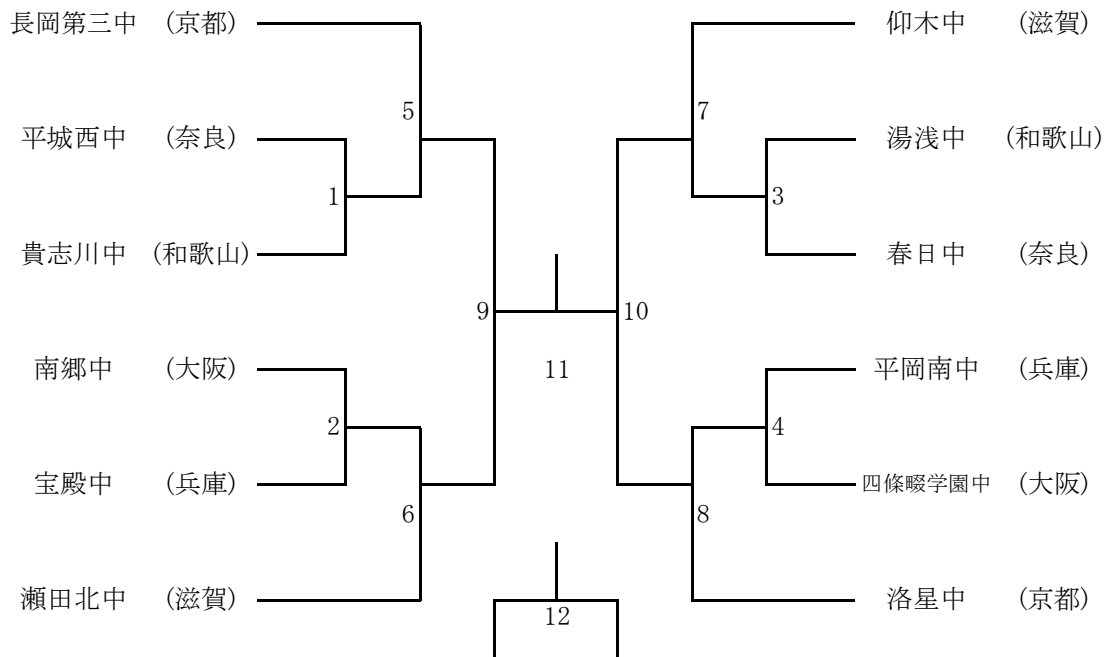 長岡第三中 (京都) 仰木中 (滋賀)
5 7
平城西中 (奈良) 湯浅中 (和歌山)
1 3
貴志川中 (和歌山) 春日中 (奈良)
9 10
南郷中 (大阪) 11 平岡南中 (兵庫)
2 4
宝殿中 (兵庫) 四條畷学園中 (大阪)
6 8
瀬田北中 (滋賀) 洛星中 (京都)
12